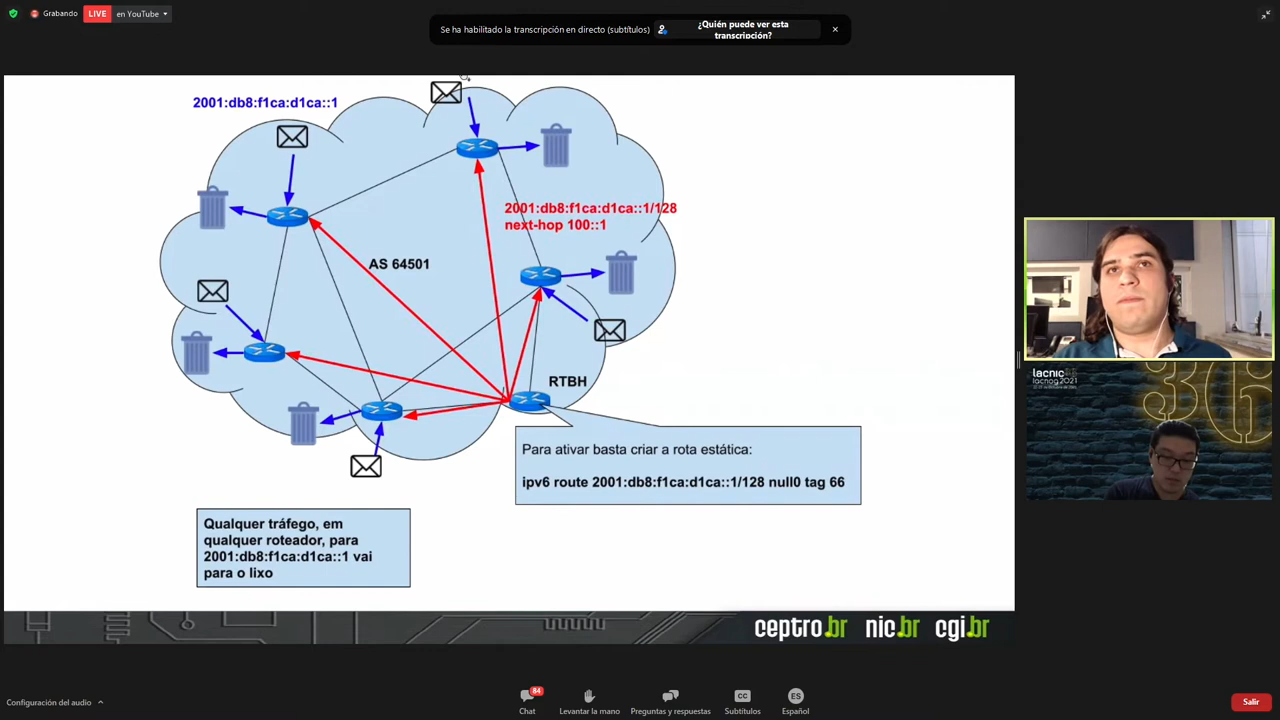 Grabando
LIVE
en YouTube
Se ha habilitado la transcripción en directo (subtítulos)
¿Quién puede ver esta
transcripción?
2001:db8:f1ca:d1ca::1
2001:db8:f1ca:d1ca::1/128
next-hop 100::1
AS 64501
RTBH
Para ativar basta criar a rota estática:
ipv6 route 2001:db8:f1ca:d1ca::1/128 null0 tag 66
Qualquer tráfego, em
qualquer roteador, para
2001:db8:f1ca:d1ca::1 vai
para o lixo
ceptro.br nic.br cgi.br
lacnic 36
lacnog 2021
36
Configuración del audio
84
Chat
Levantar la mano
Preguntas y respuestas
CC
Subtítulos
ES
Español
Salir